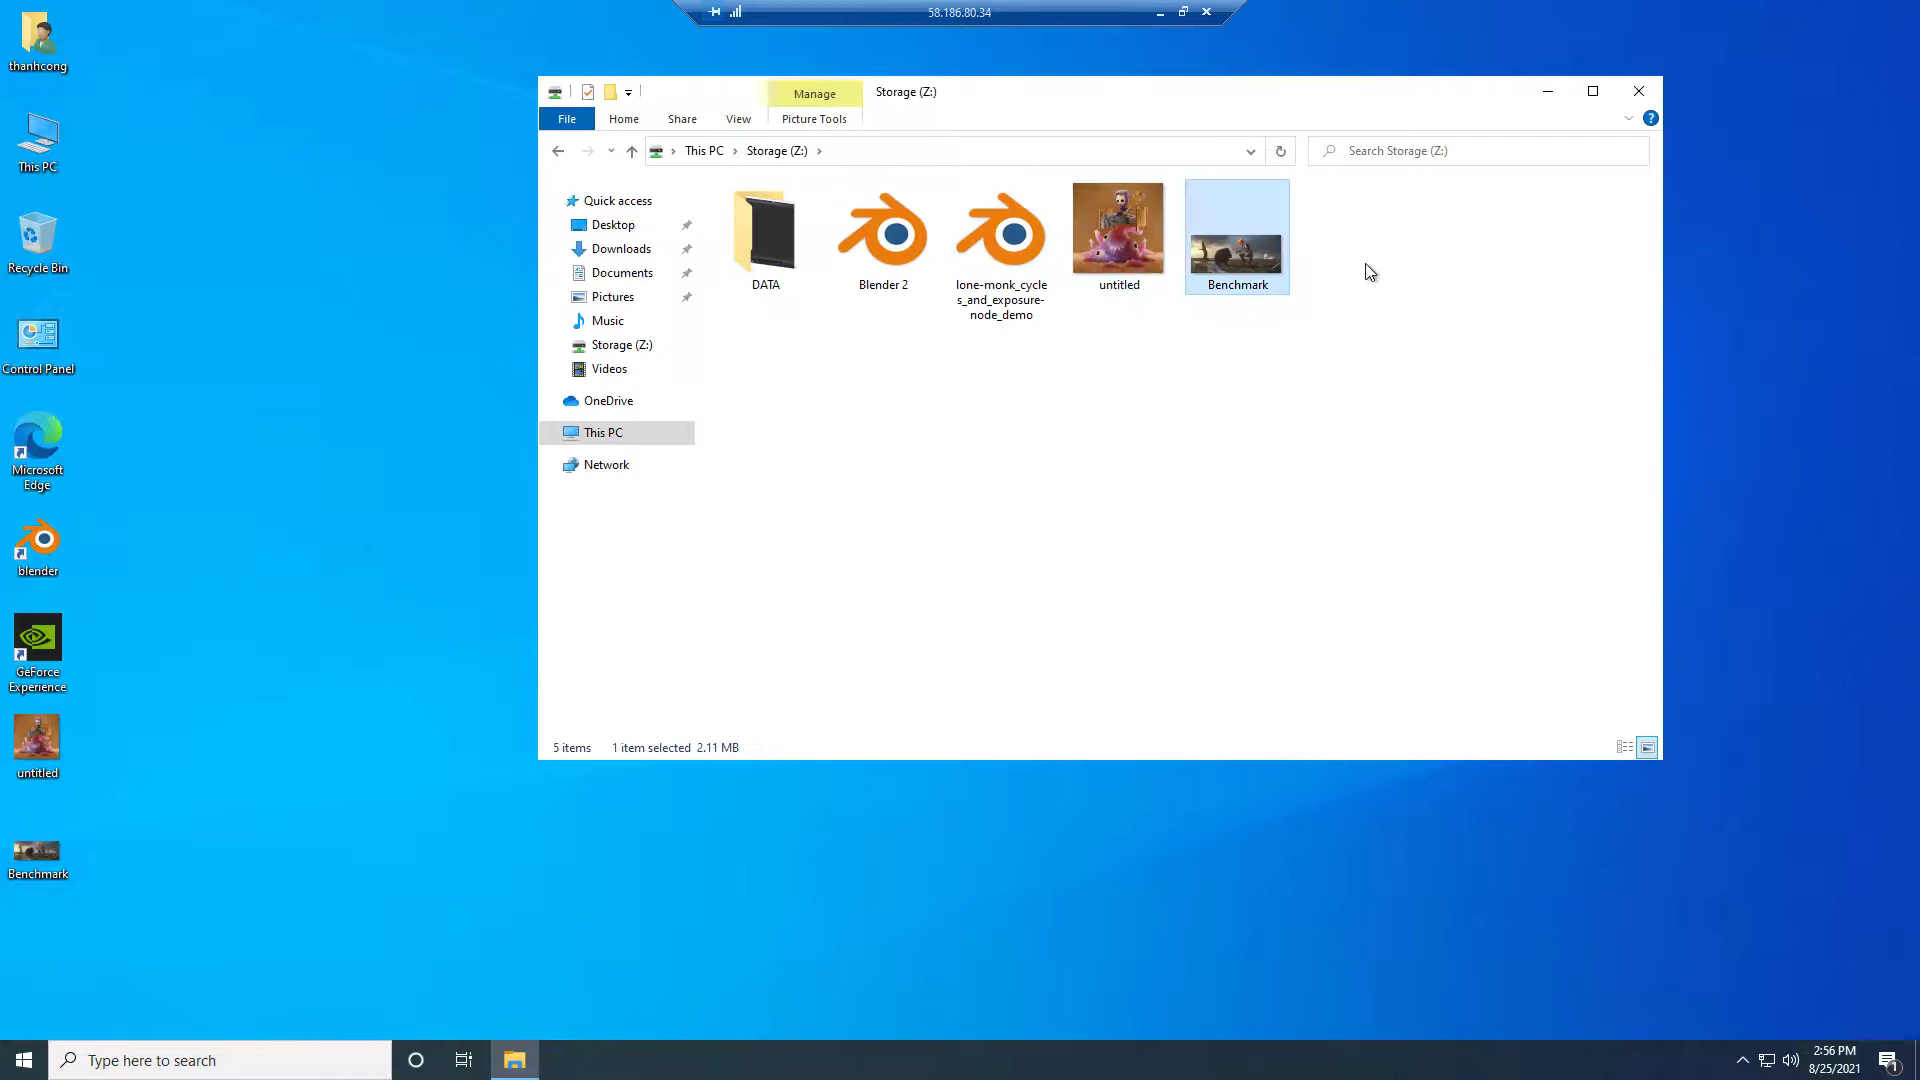 58.186.80.34
thanhcong
This PC
Recycle Bin
Control Panel
Microsoft
Edge
blender
GeForce
Experience
untitled
Benchmark
Manage
Storage (Z:)
File
Home
Share
View
Picture Tools
This PC
Storage (Z:)
Search Storage (Z:)
Quick access
Desktop
Downloads
Documents
Pictures
Music
Storage (Z:)
Videos
OneDrive
This PC
Network
DATA
Blender 2
lone-monk_cycle
s_and_exposure-
node_demo
untitled
Benchmark
5 items
1 item selected 2.11 MB
Type here to search
2:56 PM
8/25/2021
1